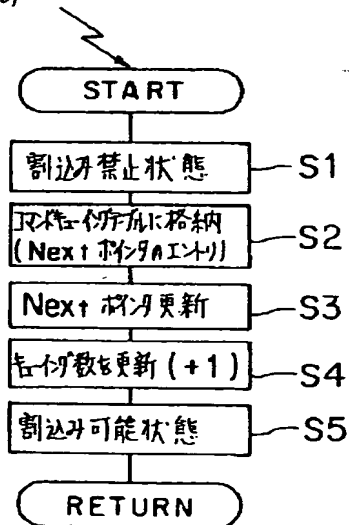 START
割込み禁止状態
S1
コマンドキューイングテーブルに格納
(Nextポインタのエントリ)
S2
Nextポインタ更新
S3
キューイング数を更新(+1)
S4
割込み可能状態
S5
RETURN